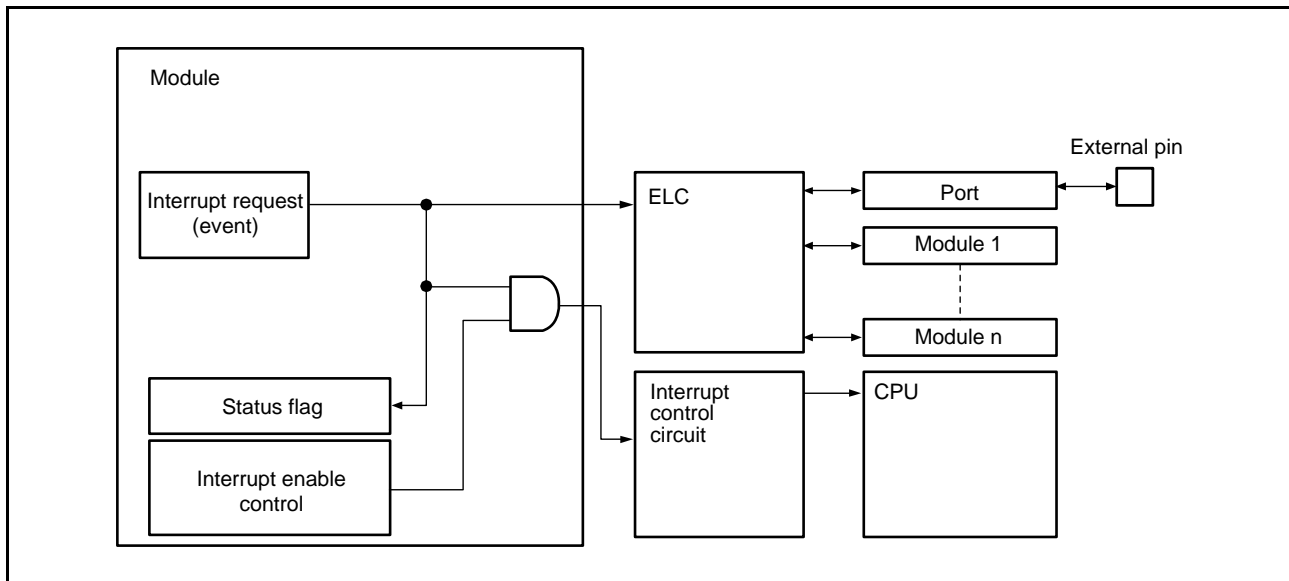 Module
Interrupt request
(event)
Status flag
Interrupt enable
control
ELC
Interrupt
control
circuit
External pin
Port
Module 1
Module n
CPU